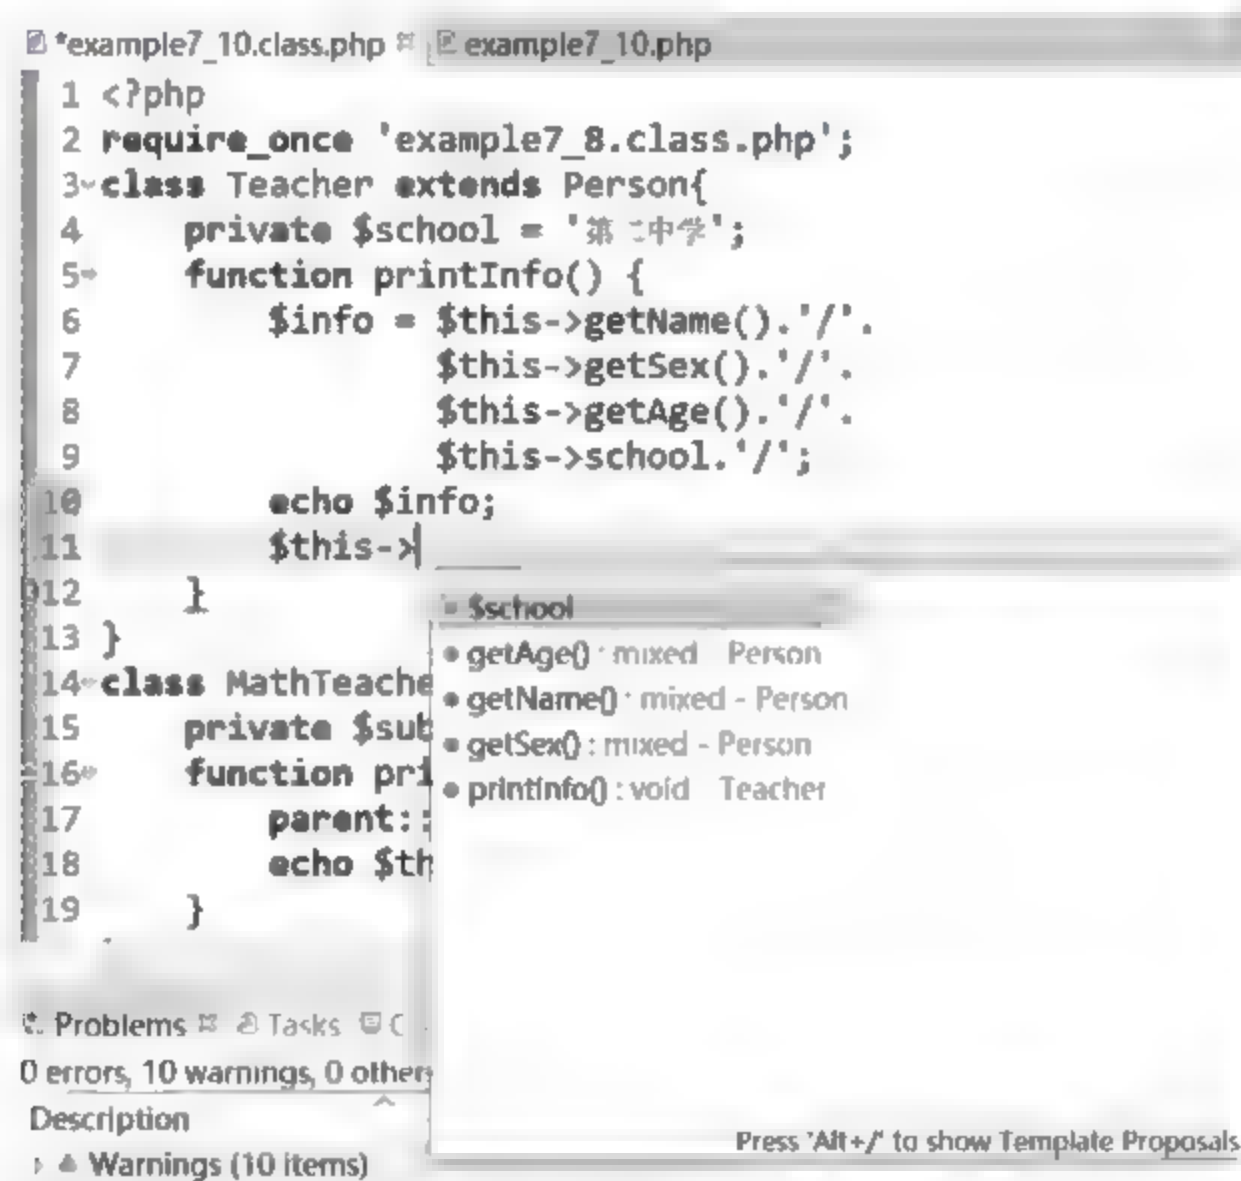 *example7_10.class.php example7_10.php
1 <?php
2 require_once 'example7_8.class.php';
3 class Teacher extends Person{
4 private $school = '第二中学';
5 function printInfo() {
6 $info = $this->getName().'/'.
7 $this->getSex().'/'.
8 $this->getAge().'/'.
9 $this->school.'/';
10 echo $info;
11 $this->
12 }
13 }
14 class MathTeache
15 private $sub
16 function pri
17 parent::
18 echo $th
19 }
$school
getAge() : mixed - Person
getName() : mixed - Person
getSex() : mixed - Person
printInfo() : void - Teacher
Press 'Alt+/' to show Template Proposals
Problems Tasks C
0 errors, 10 warnings, 0 other
Description
Warnings (10 items)